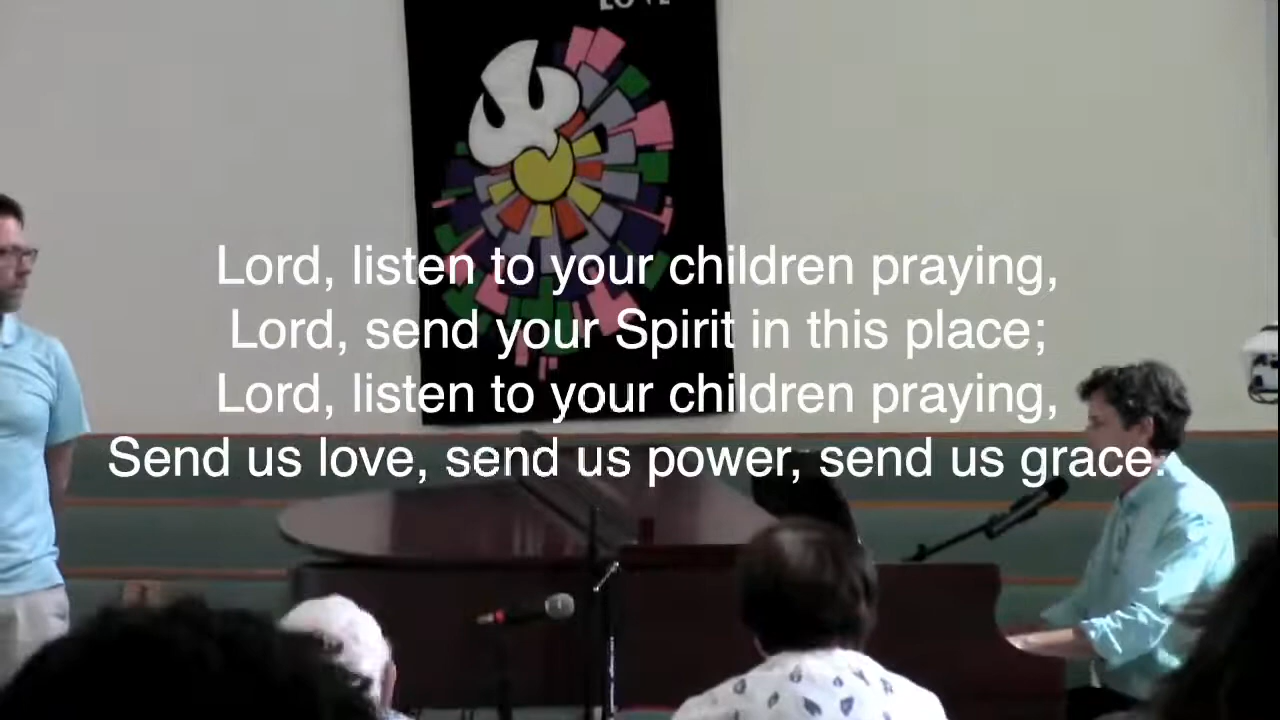 LOVE
Lord, listen to your children praying,
Lord, send your Spirit in this place;
Lord, listen to your children praying,
Send us love, send us power, send us grace.